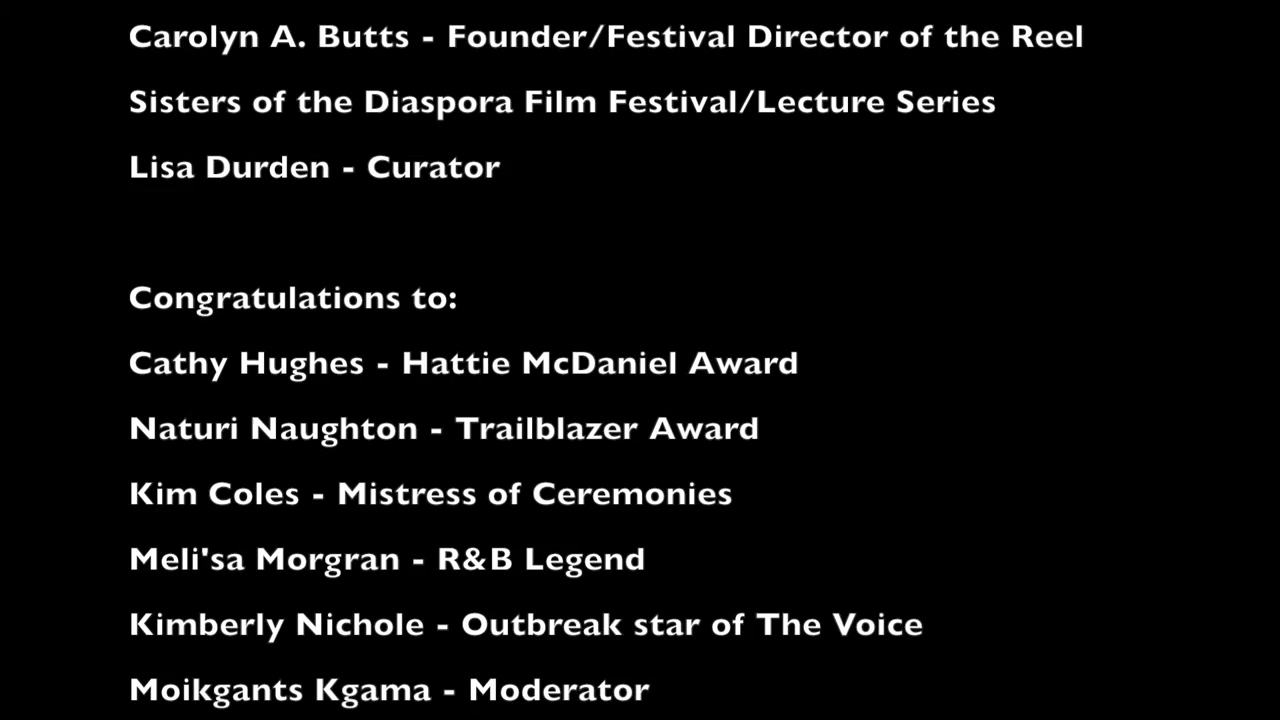 Carolyn A. Butts - Founder/Festival Director of the Reel
Sisters of the Diaspora Film Festival/Lecture Series
Lisa Durden - Curator
Congratulations to:
Cathy Hughes - Hattie McDaniel Award
Naturi Naughton - Trailblazer Award
Kim Coles - Mistress of Ceremonies
Meli'sa Morgran - R&B Legend
Kimberly Nichole - Outbreak star of The Voice
Moikgants Kgama - Moderator